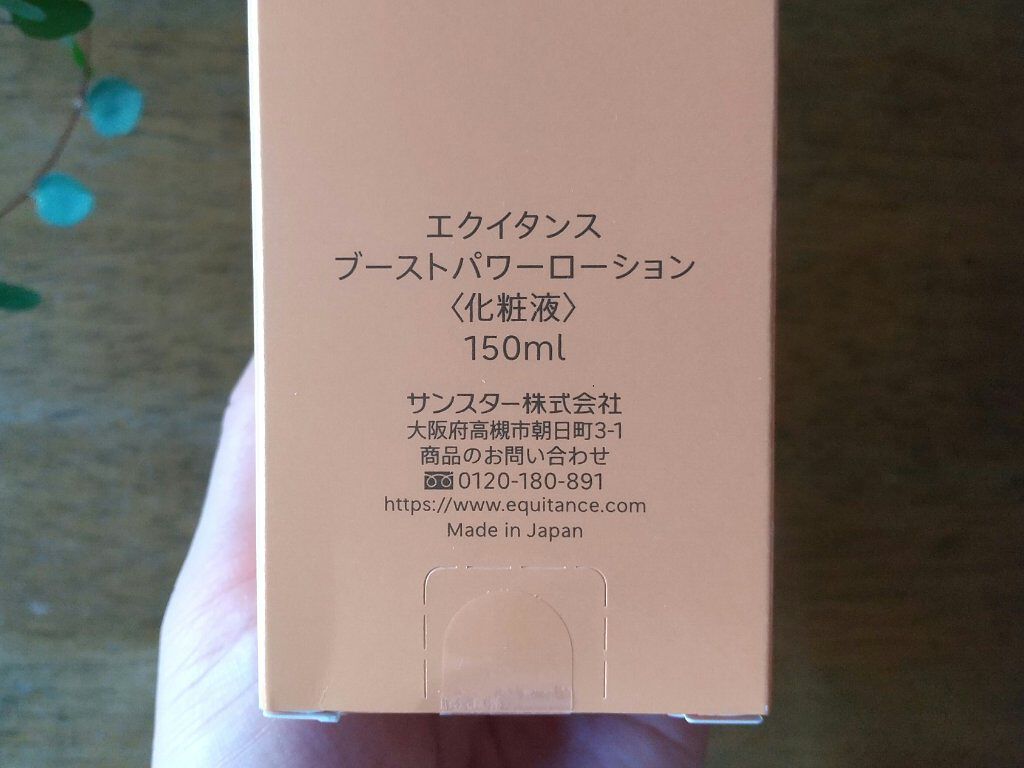 エクイタンス
ブーストパワーローション
〈化粧液〉
150ml
サンスター株式会社
大阪府高槻市朝日町3-1
商品のお問い合わせ
0120-180-891
https://www.equitance.com
Made in Japan